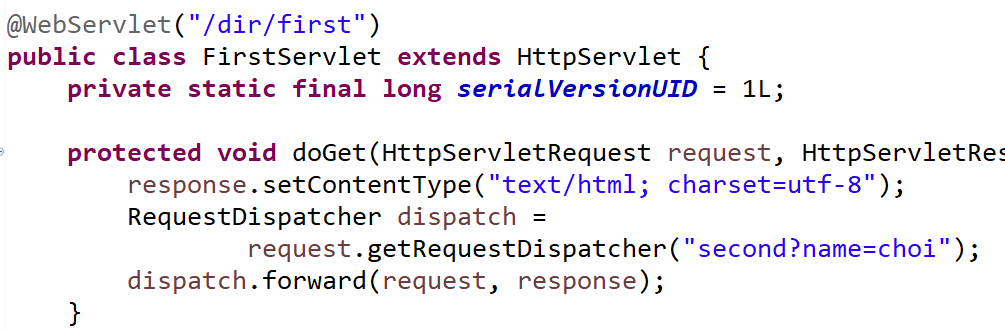 @WebServlet("/dir/first")
public class FirstServlet extends HttpServlet {
private static final long serialVersionUID = 1L;
protected void doGet(HttpServletRequest request, HttpServletRes
response.setContentType("text/html; charset=utf-8");
RequestDispatcher dispatch =
request.getRequestDispatcher("second?name=choi");
dispatch.forward(request, response);
}